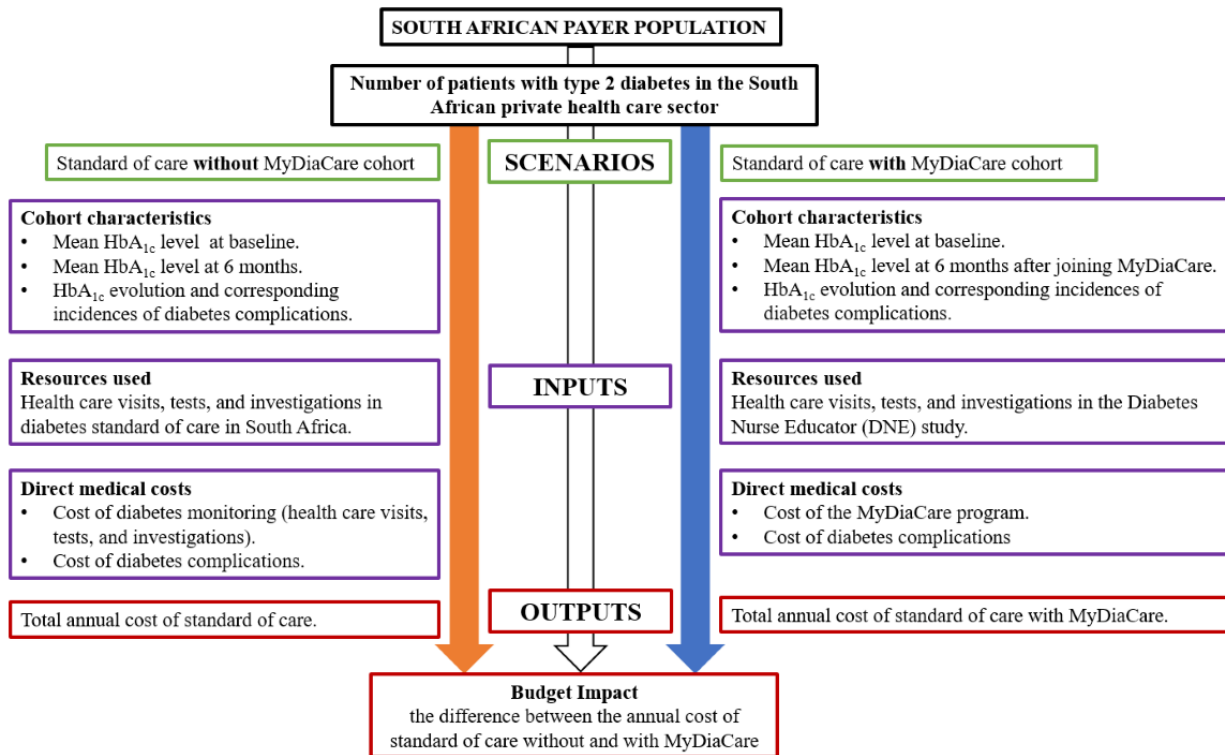 SOUTH AFRICAN PAYER POPULATION
Number of patients with type 2 diabetes in the South
African private health care sector
Standard of care without MyDiaCare cohort
SCENARIOS
Standard of care with MyDiaCare cohort
Cohort characteristics
• Mean HbA1c level at baseline.
• Mean HbA1c level at 6 months.
• HbA1c evolution and corresponding
incidences of diabetes complications.
Cohort characteristics
• Mean HbA1c level at baseline.
• Mean HbA1c level at 6 months after joining MyDiaCare.
• HbA1c evolution and corresponding incidences of
diabetes complications.
Resources used
Health care visits, tests, and investigations in
diabetes standard of care in South Africa.
INPUTS
Resources used
Health care visits, tests, and investigations in the Diabetes
Nurse Educator (DNE) study.
Direct medical costs
• Cost of diabetes monitoring (health care visits,
tests, and investigations).
• Cost of diabetes complications.
Direct medical costs
• Cost of the MyDiaCare program.
• Cost of diabetes complications
Total annual cost of standard of care.
OUTPUTS
Total annual cost of standard of care with MyDiaCare.
Budget Impact
the difference between the annual cost of
standard of care without and with MyDiaCare